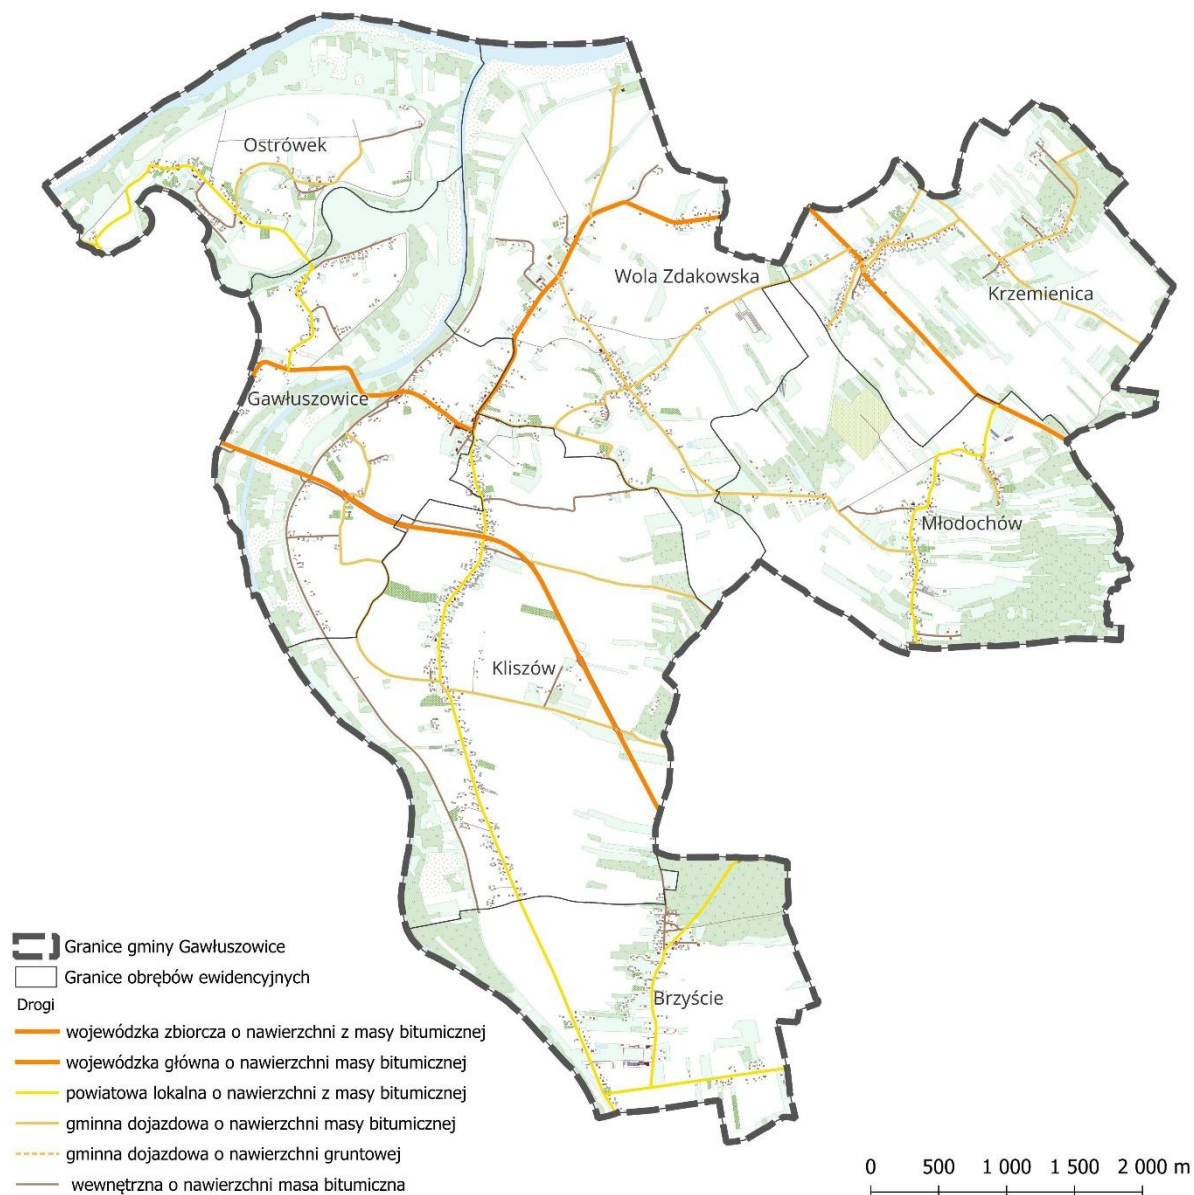 Ostrówek
Wola Zdakowska
Krzemienica
Gawłuszowice
Młodochów
Kliszów
Brzyście
Granice gminy Gawłuszowice
Granice obrębów ewidencyjnych
Drogi
wojewódzka zbiorcza o nawierzchni z masy bitumicznej
wojewódzka główna o nawierzchni masy bitumicznej
powiatowa lokalna o nawierzchni z masy bitumicznej
gminna dojazdowa o nawierzchni masy bitumicznej
gminna dojazdowa o nawierzchni gruntowej
wewnętrzna o nawierzchni masa bitumiczna
0 500 1 000 1 500 2 000 m